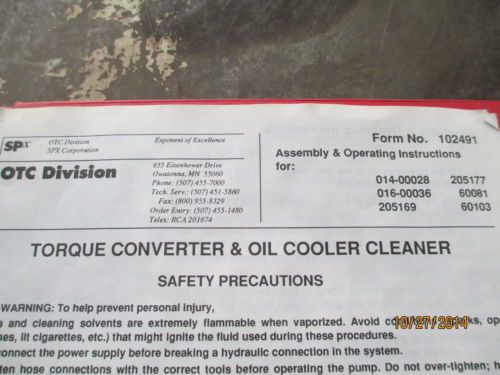 SPX
OTC Division
SPX Corporation
Exponent of Excellence
OTC Division
655 Eisenhower Drive
Owatonna, MN 55060
Phone: (507) 455-7000
Tech. Serv.: (507) 451-5860
Fax: (800) 955-8329
Order Entry: (507) 455-1480
Telex: RCA 201674
Form No. 102491
Assembly & Operating Instructions
for:
014-00028 205177
016-00036 60081
205169 60103
TORQUE CONVERTER & OIL COOLER CLEANER
SAFETY PRECAUTIONS
WARNING: To help prevent personal injury,
s and cleaning solvents are extremely flammable when vaporized. Avoid
es, lit cigarettes, etc.) that might ignite the fluid used during these procedures.
connect the power supply before breaking a hydraulic connection in the system.
ten hose connections with the correct tools before operating the pump. Do not over-tighten;
10/27/2014